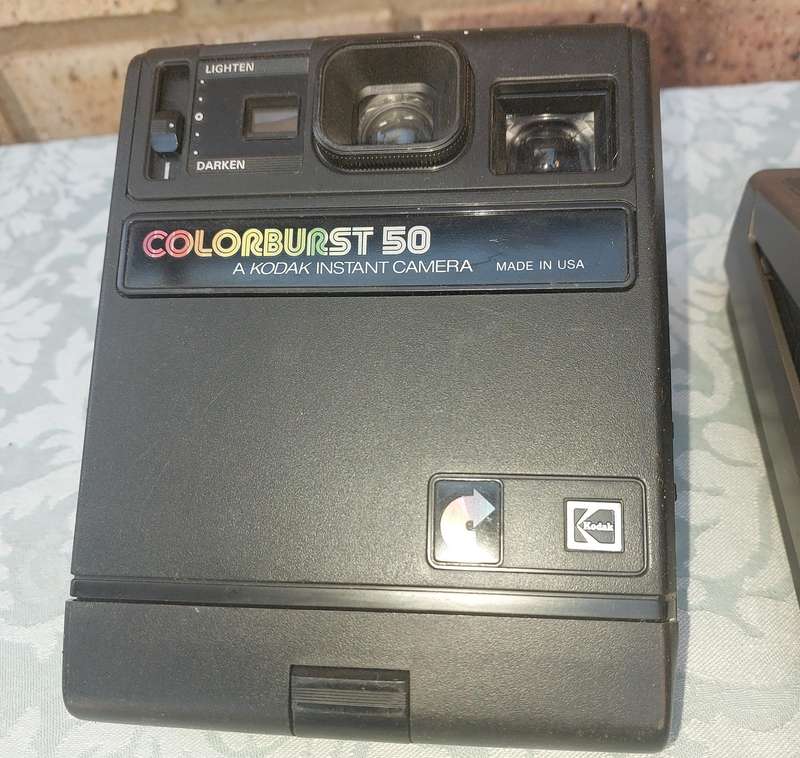 LIGHTEN
DARKEN
COLORBURST 50
A KODAK INSTANT CAMERA MADE IN USA
Kodak